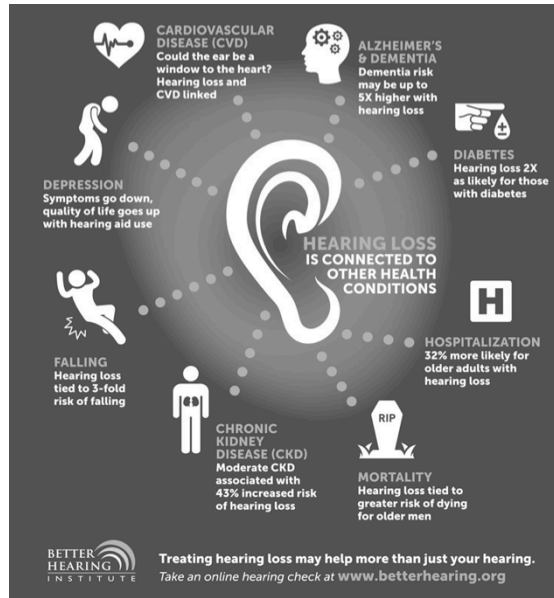 CARDIOVASCULAR
DISEASE (CVD)
Could the ear be a
window to the heart?
Hearing loss and
CVD linked
ALZHEIMER'S
& DEMENTIA
Dementia risk
may be up to
5X higher with
hearing loss
DEPRESSION
Symptoms go down,
quality of life goes up
with hearing aid use
±
DIABETES
Hearing loss 2X
as likely for those
with diabetes
HEARING LOSS
IS CONNECTED TO
OTHER HEALTH
CONDITIONS
FALLING
Hearing loss
tied to 3-fold
risk of falling
H
HOSPITALIZATION
32% more likely for
older adults with
hearing loss
CHRONIC
KIDNEY
DISEASE (CKD)
Moderate CKD
associated with
43% increased risk
of hearing loss
RIP
MORTALITY
Hearing loss tied to
greater risk of dying
for older men
BETTER
HEARING
INSTITUTE
Treating hearing loss may help more than just your hearing.
Take an online hearing check at www.betterhearing.org